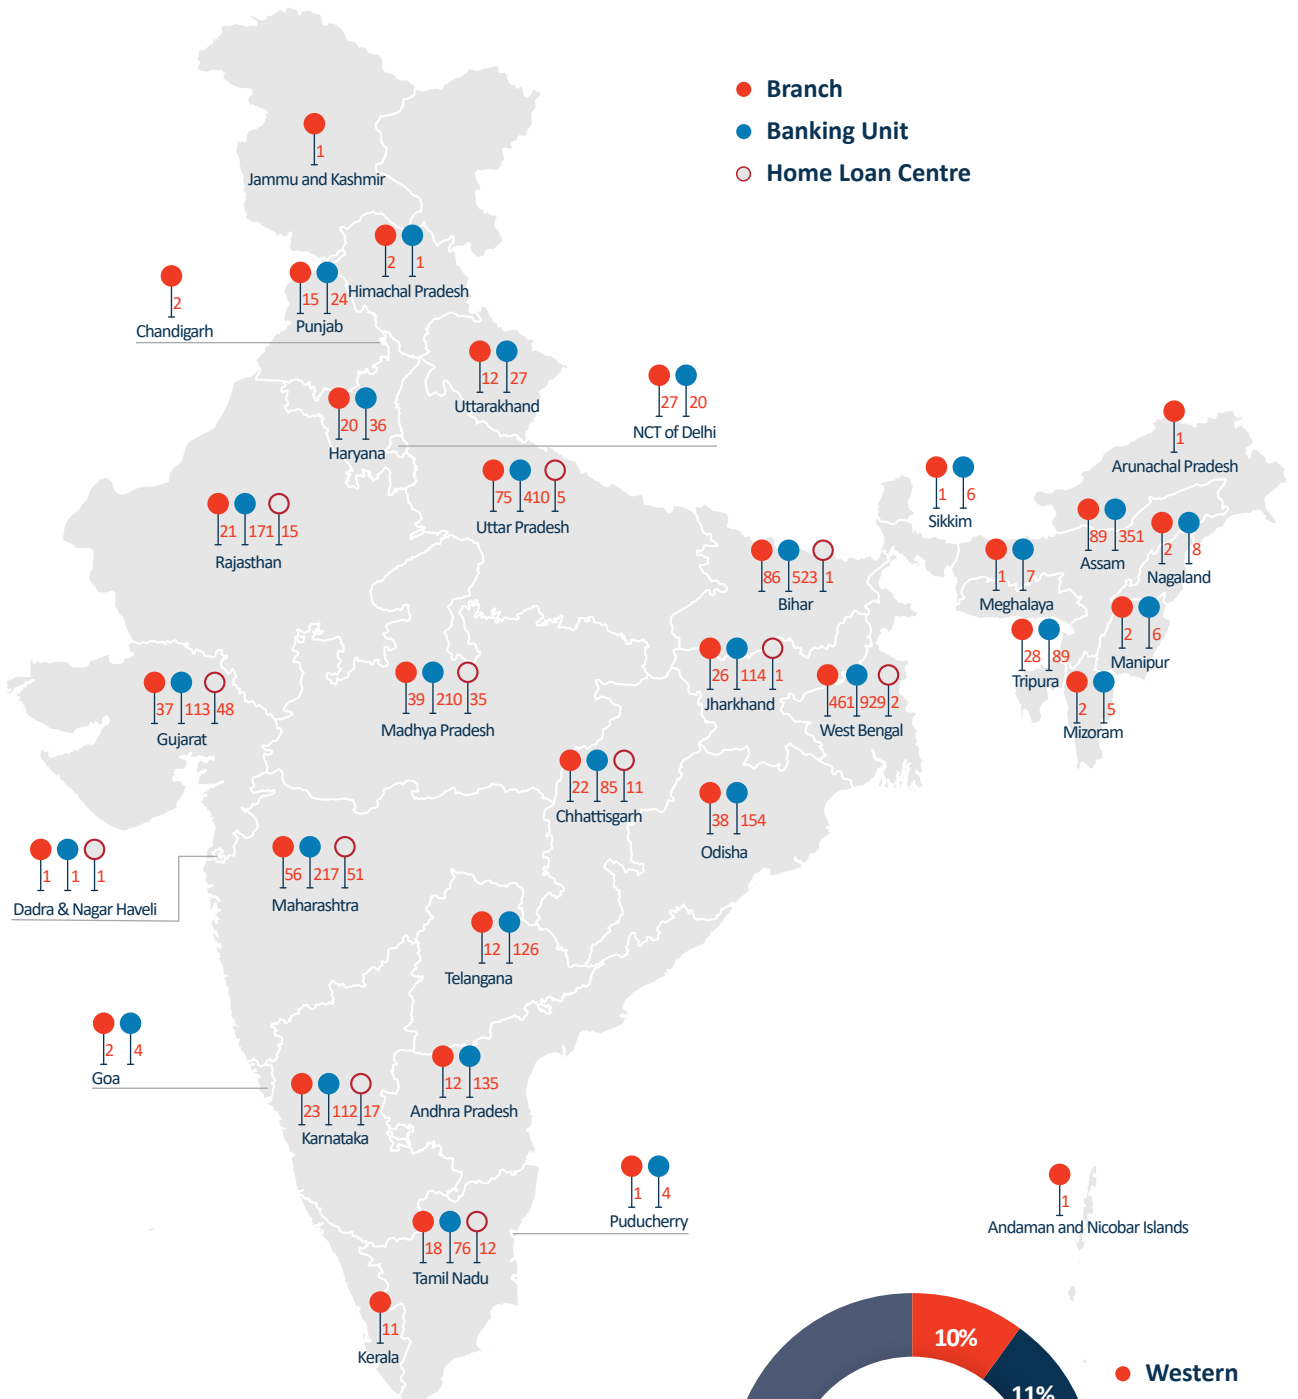 Branch
Banking Unit
Home Loan Centre
1
Jammu and Kashmir
2 1
Himachal Pradesh
2
Chandigarh
15 24
Punjab
12 27
Uttarakhand
27 20
NCT of Delhi
20 36
Haryana
1
Arunachal Pradesh
75 410 5
Uttar Pradesh
1 6
Sikkim
21 171 15
Rajasthan
89 351
Assam
2 8
Nagaland
86 523 1
Bihar
1 7
Meghalaya
2 6
Manipur
28 89
Tripura
26 114 1
Jharkhand
461 929 2
West Bengal
2 5
Mizoram
37 113 48
Gujarat
39 210 35
Madhya Pradesh
22 85 11
Chhattisgarh
38 154
Odisha
1 1 1
Dadra & Nagar Haveli
56 217 51
Maharashtra
12 126
Telangana
2 4
Goa
23 112 17
Karnataka
12 135
Andhra Pradesh
1 4
Puducherry
1
Andaman and Nicobar Islands
18 76 12
Tamil Nadu
11
Kerala
10%
Western
11%